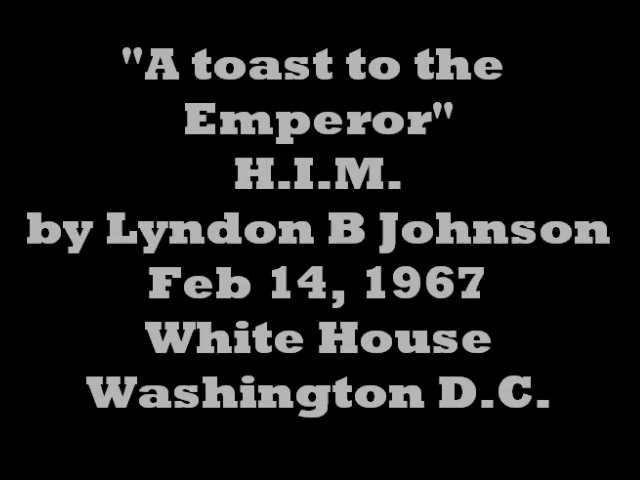 "A toast to the
Emperor"
H.I.M.
by Lyndon B Johnson
Feb 14, 1967
White House
Washington D.C.